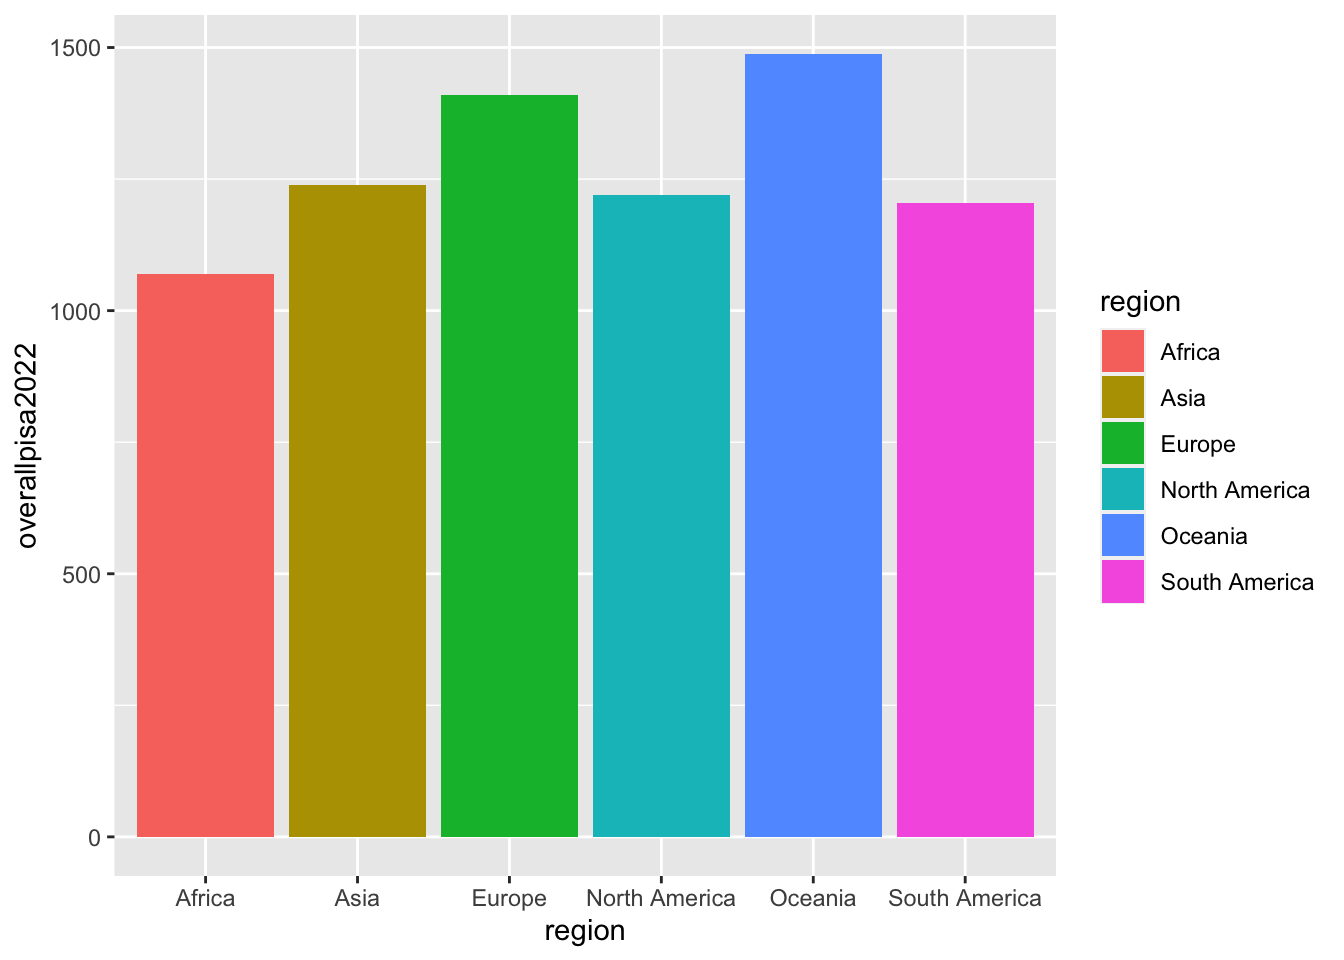 1500
1000
500
0
overallpisa2022
Africa
Asia
Europe
North America
Oceania
South America
region
region
Africa
Asia
Europe
North America
Oceania
South America